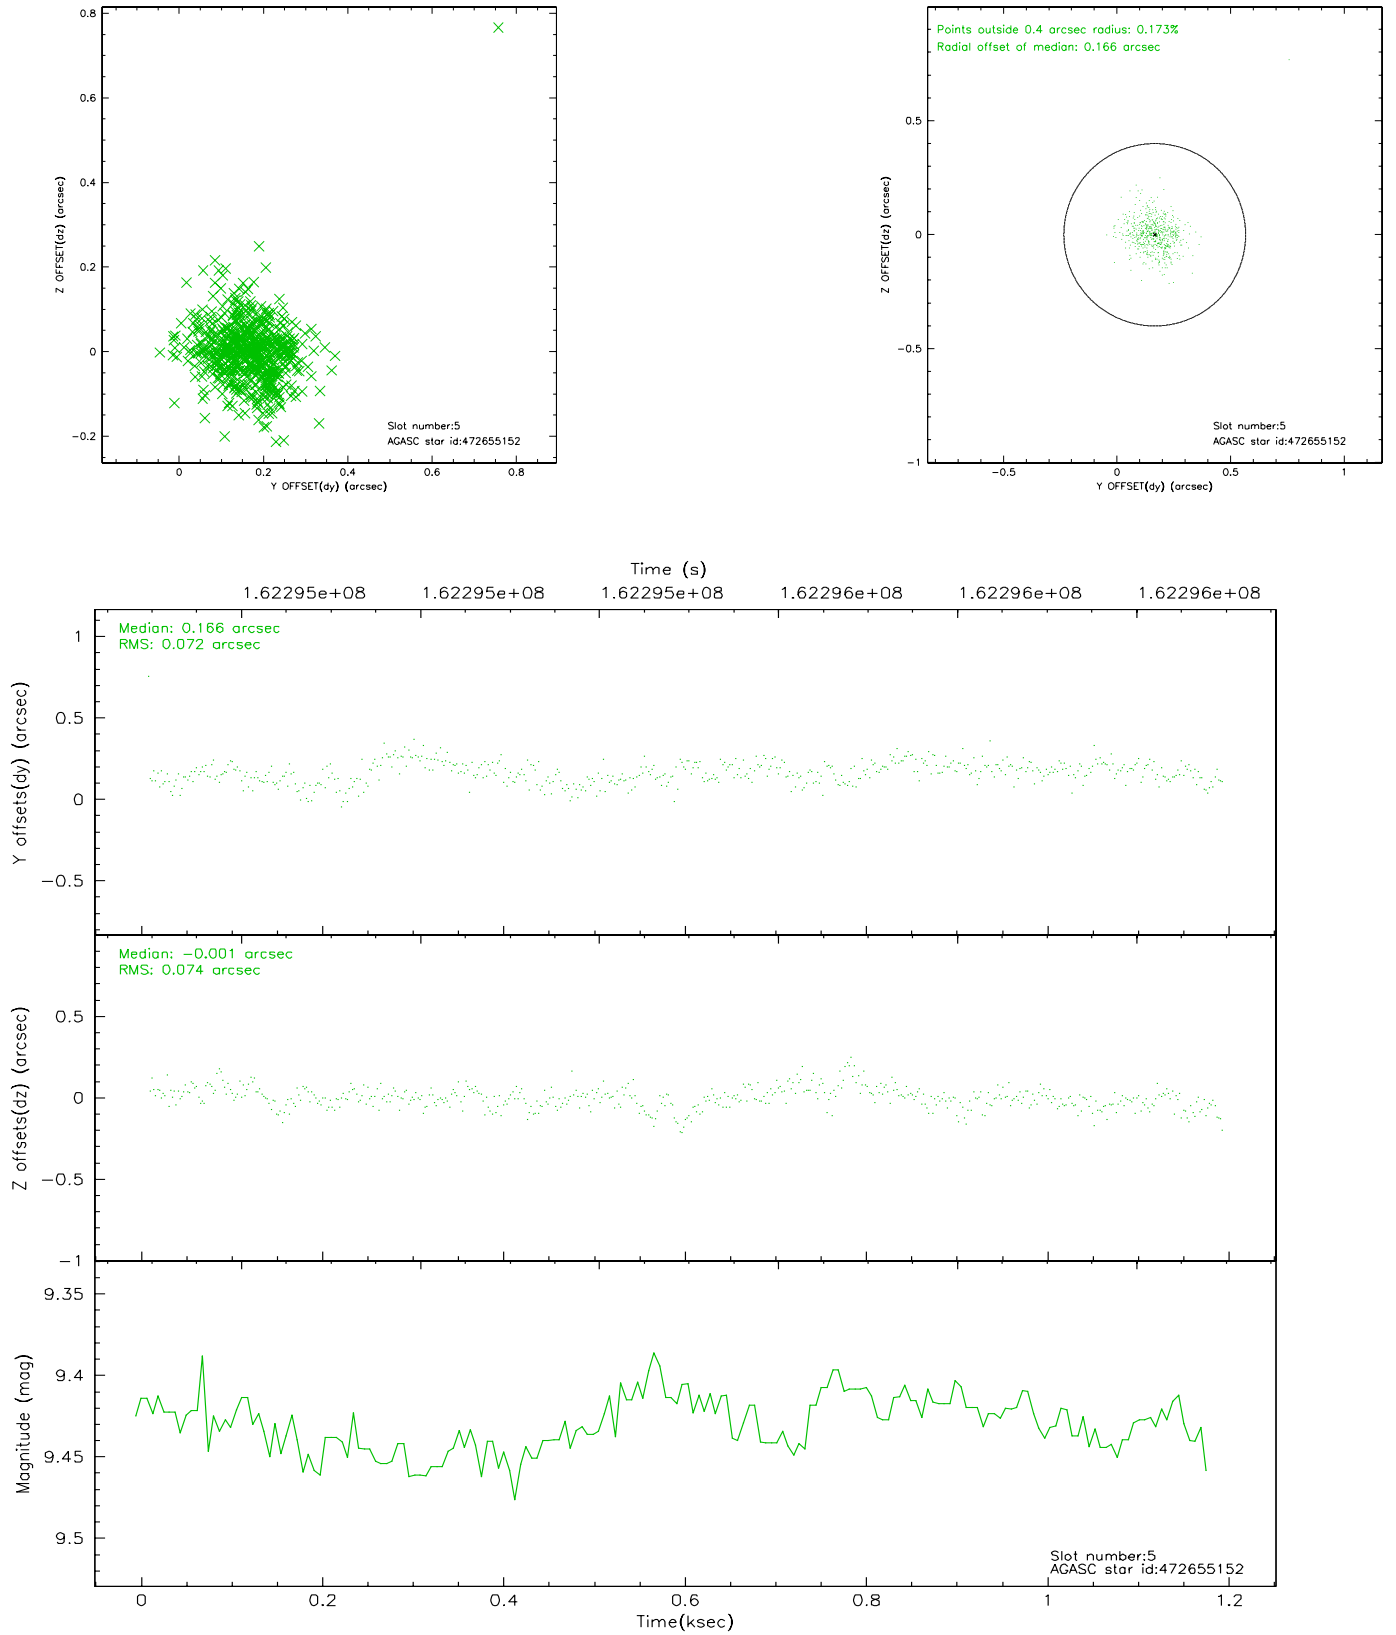 0.8
0.6
0.4
0.2
0
−0.2
Z OFFSET(dz) (arcsec)
Slot number:5
AGASC star id:472655152
0 0.2 0.4 0.6 0.8
Y OFFSET(dy) (arcsec)
Points outside 0.4 arcsec radius: 0.173%
Radial offset of median: 0.166 arcsec
0.5
0
−0.5
−1
Z OFFSET(dz) (arcsec)
Slot number:5
AGASC star id:472655152
−0.5 0 0.5 1
Y OFFSET(dy) (arcsec)
Time (s)
1.62295e+08 1.62295e+08 1.62295e+08 1.62296e+08 1.62296e+08 1.62296e+08
Median: 0.166 arcsec
RMS: 0.072 arcsec
1
0.5
0
−0.5
Y offsets(dy) (arcsec)
Median: −0.001 arcsec
RMS: 0.074 arcsec
0.5
0
−0.5
−1
Z offsets(dz) (arcsec)
9.35
9.4
9.45
9.5
Magnitude (mag)
Slot number:5
AGASC star id:472655152
0 0.2 0.4 0.6 0.8 1 1.2
Time(ksec)